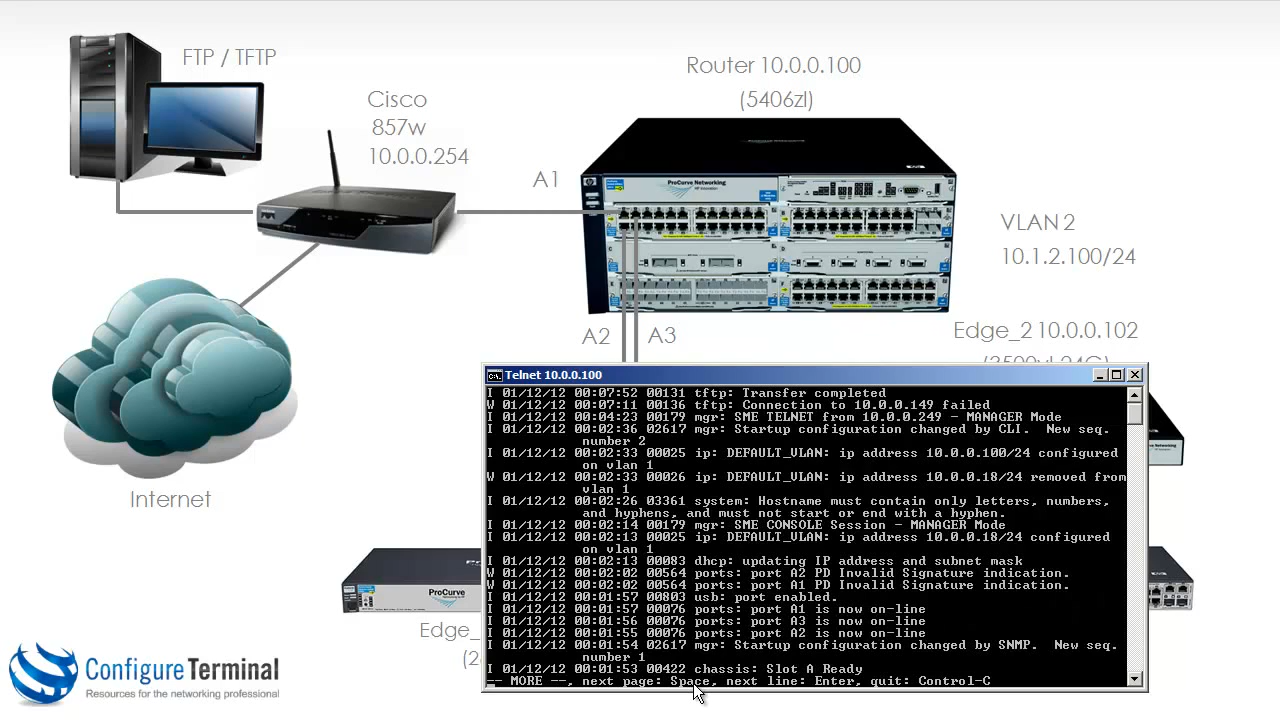 FTP / TFTP
Cisco
857w
10.0.0.254
Router 10.0.0.100
(5406zl)
A1
ProCurve Networking
VLAN 2
10.1.2.100/24
A2
A3
Edge_2 10.0.0.102
(3500yl-24G)
Internet
Telnet 10.0.0.100
I 01/12/12 00:07:52 00131 tftp: Transfer completed
W 01/12/12 00:07:11 00136 tftp: Connection to 10.0.0.149 failed
I 01/12/12 00:04:23 00179 mgr: SME TELNET from 10.0.0.249 - MANAGER Mode
I 01/12/12 00:02:36 02617 mgr: Startup configuration changed by CLI.  New seq.
number 2
I 01/12/12 00:02:33 00025 ip: DEFAULT_VLAN: ip address 10.0.0.100/24 configured
on vlan 1
W 01/12/12 00:02:33 00026 ip: DEFAULT_VLAN: ip address 10.0.0.18/24 removed from
vlan 1
I 01/12/12 00:02:26 03361 system: Hostname must contain only letters, numbers,
and hyphens, and must not start or end with a hyphen.
I 01/12/12 00:02:14 00179 mgr: SME CONSOLE Session - MANAGER Mode
I 01/12/12 00:02:13 00025 ip: DEFAULT_VLAN: ip address 10.0.0.18/24 configured
on vlan 1
I 01/12/12 00:02:13 00083 dhcp: updating IP address and subnet mask
W 01/12/12 00:02:02 00564 ports: port A2 PD Invalid Signature indication.
W 01/12/12 00:02:02 00564 ports: port A1 PD Invalid Signature indication.
I 01/12/12 00:01:57 00803 usb: port enabled.
I 01/12/12 00:01:57 00076 ports: port A1 is now on-line
I 01/12/12 00:01:56 00076 ports: port A3 is now on-line
I 01/12/12 00:01:55 00076 ports: port A2 is now on-line
I 01/12/12 00:01:54 02617 mgr: Startup configuration changed by SNMP.  New seq.
number 1
I 01/12/12 00:01:53 00422 chassis: Slot A Ready
-- MORE --, next page: Space, next line: Enter, quit: Control-C
ProCurve
Edge_
(2
Configure Terminal
Resources for the networking professional